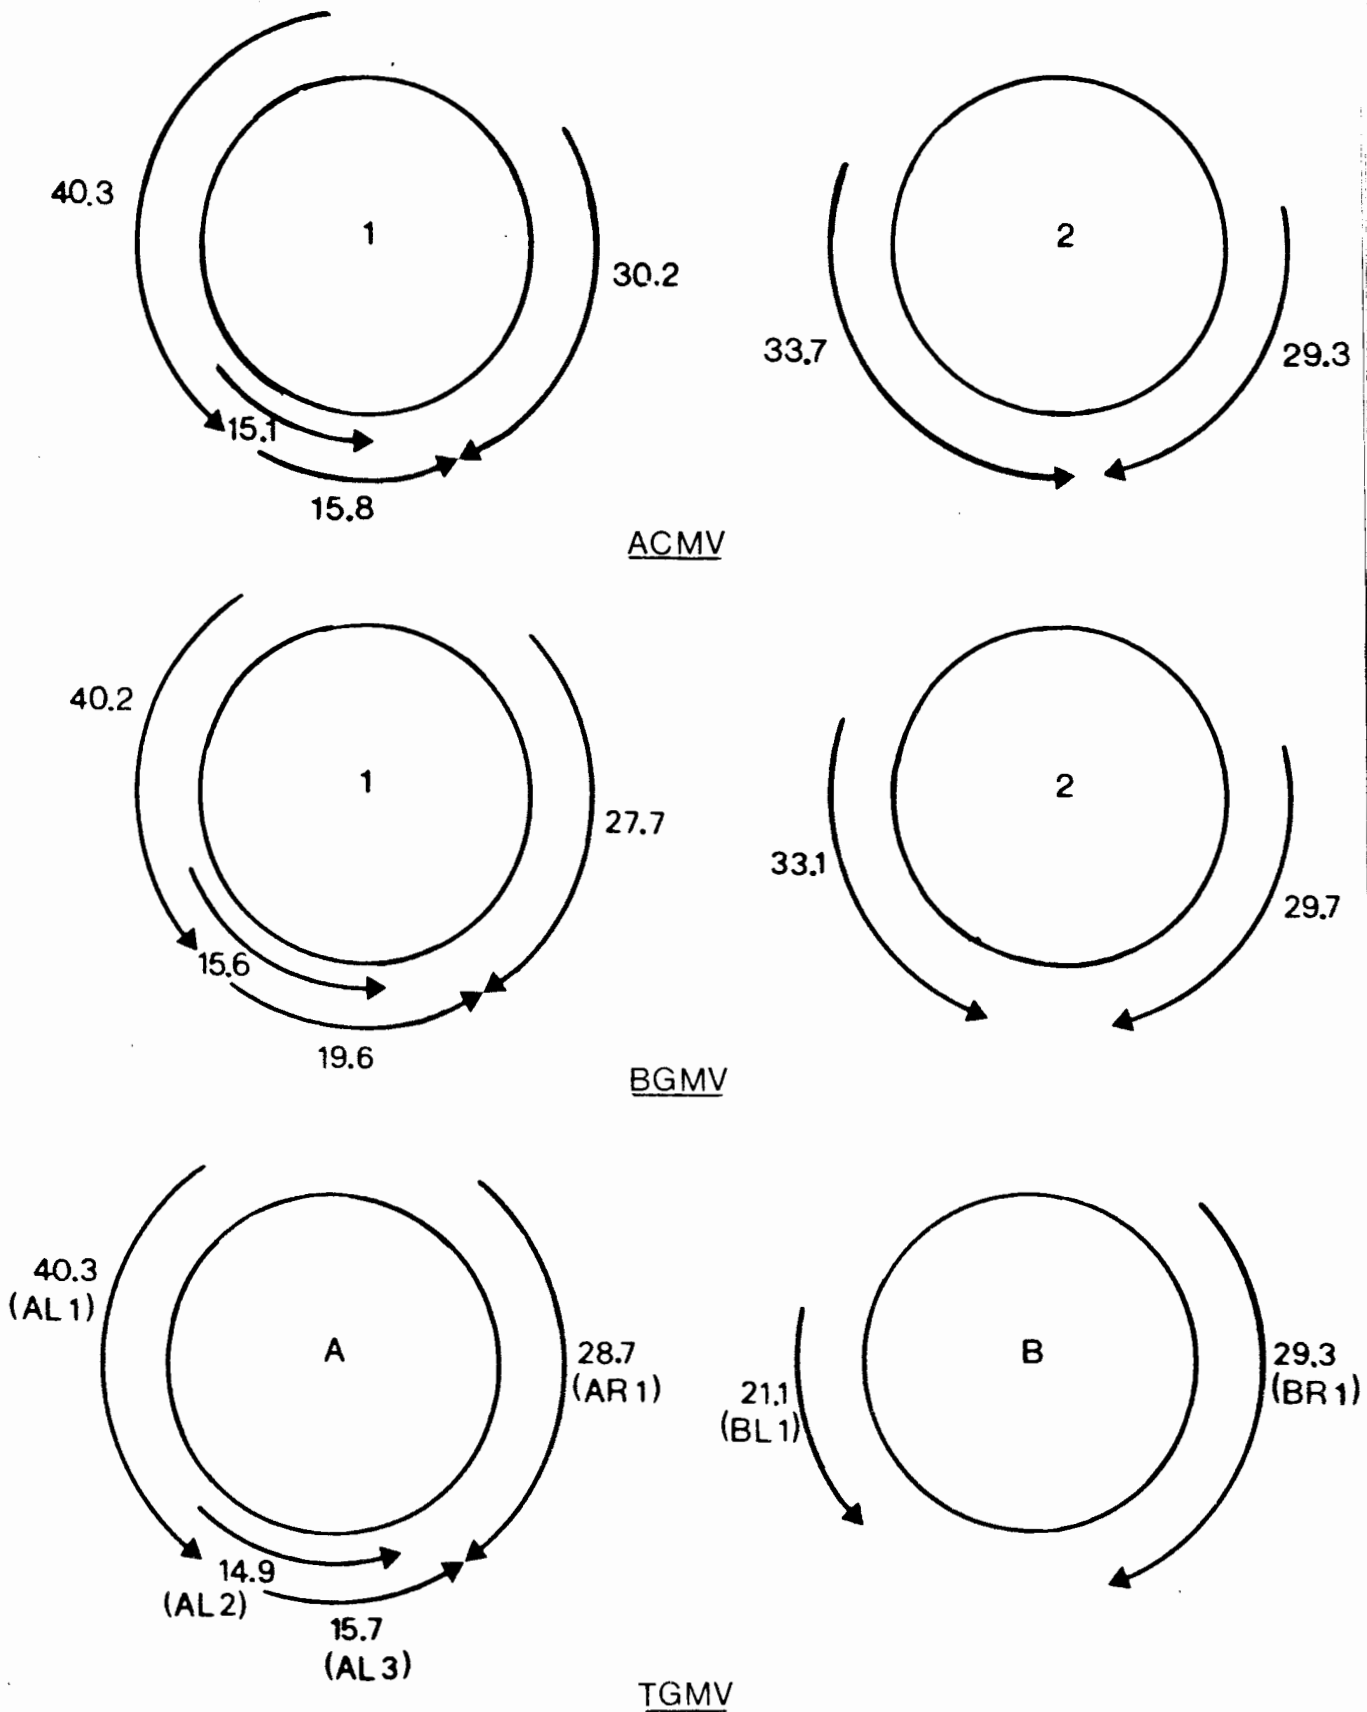 1
2
40.3
30.2
33.7
29.3
15.1
15.8
ACMV
40.2
1
27.7
2
33.1
29.7
15.6
19.6
BGMV
40.3
(AL1)
A
28.7
(AR1)
21.1
(BL1)
B
29.3
(BR1)
14.9
(AL2)
15.7
(AL3)
TGMV